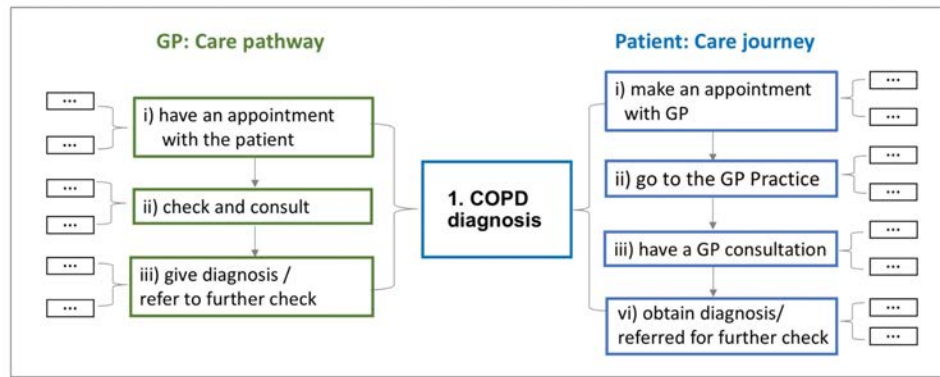 GP: Care pathway
Patient: Care journey
...
...
i) have an appointment
with the patient
...
...
ii) check and consult
...
...
iii) give diagnosis /
refer to further check
1. COPD
diagnosis
i) make an appointment
with GP
...
...
ii) go to the GP Practice
...
...
iii) have a GP consultation
...
...
vi) obtain diagnosis/
referred for further check
...
...